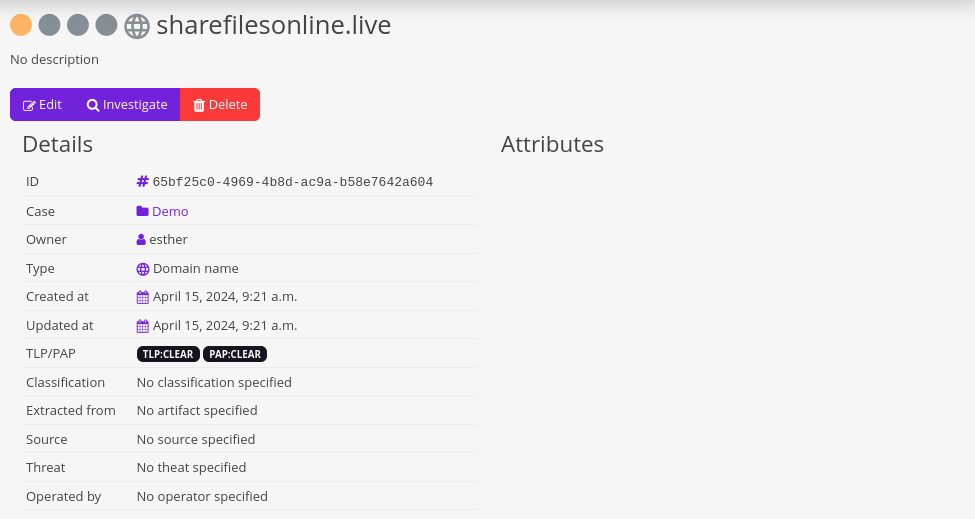 sharefilesonline.live
No description
Edit Investigate Delete
Details
Attributes
ID 65bf25c0-4969-4b8d-ac9a-b58e7642a604
Case Demo
Owner esther
Type Domain name
Created at April 15, 2024, 9:21 a.m.
Updated at April 15, 2024, 9:21 a.m.
TLP/PAP TLP:CLEAR PAP:CLEAR
Classification No classification specified
Extracted from No artifact specified
Source No source specified
Threat No theat specified
Operated by No operator specified